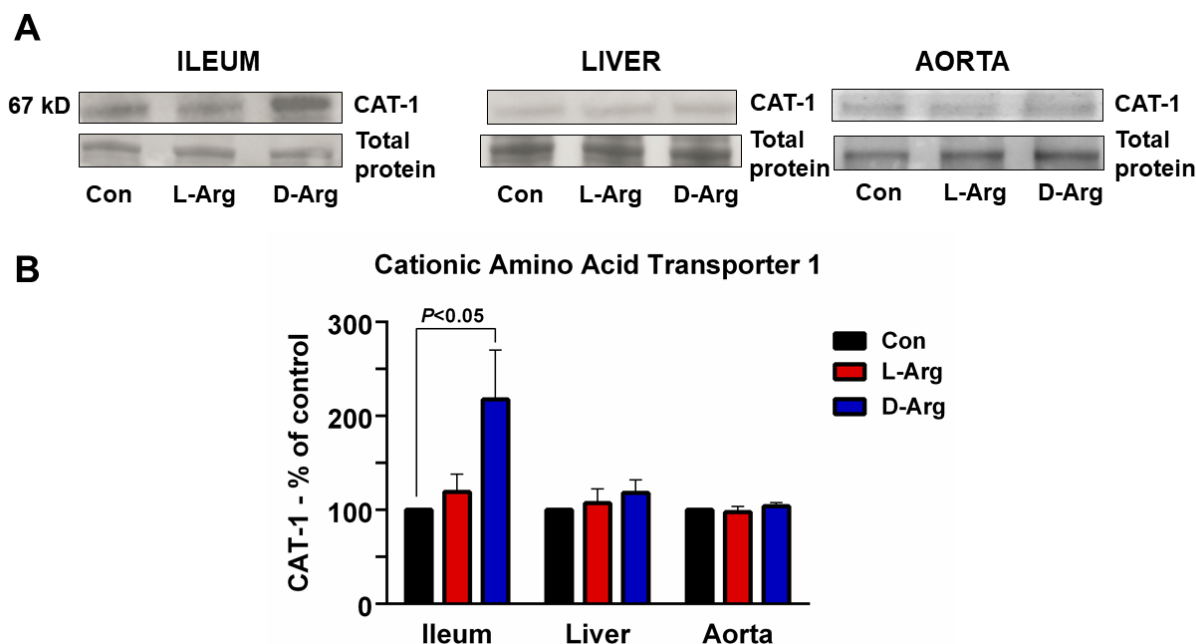 A
ILEUM
LIVER
AORTA
67 kD
CAT-1
CAT-1
CAT-1
Total
protein
Total
protein
Total
protein
Con L-Arg D-Arg
Con L-Arg D-Arg
Con L-Arg D-Arg
B
Cationic Amino Acid Transporter 1
CAT-1 - % of control
300
200
100
0
P<0.05
Con
L-Arg
D-Arg
Ileum
Liver
Aorta